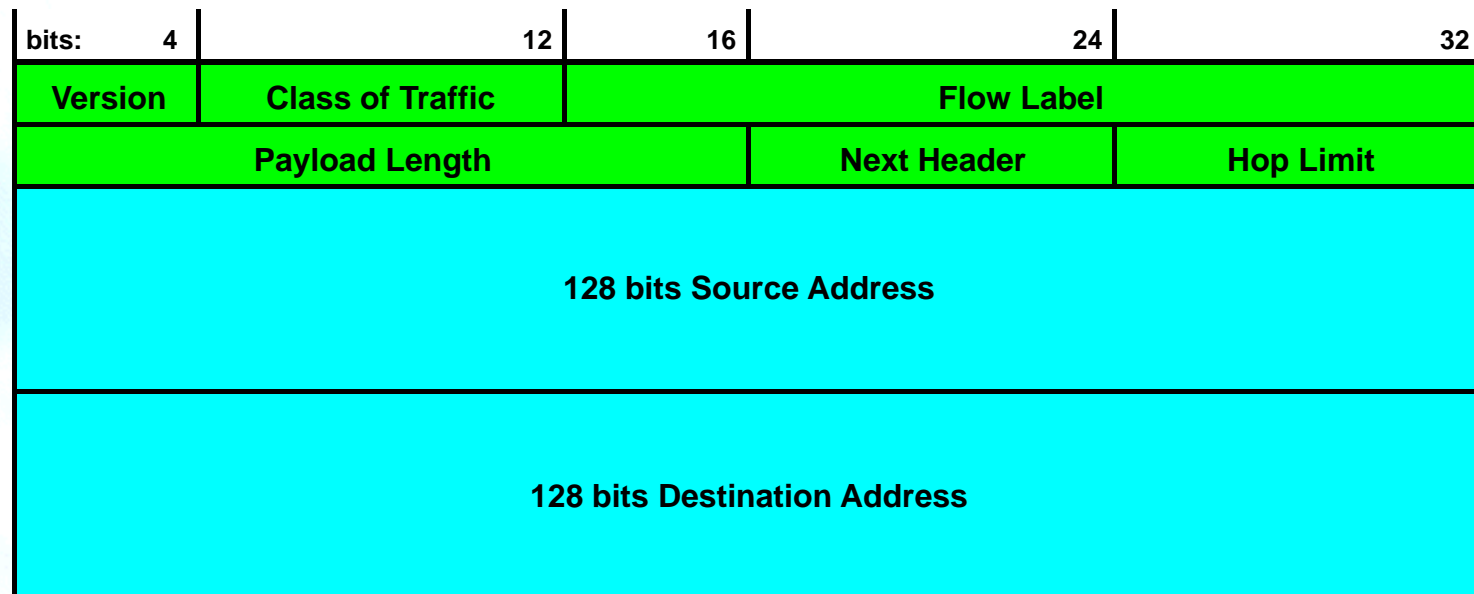 bits: 4 12 16 24 32
Version Class of Traffic Flow Label
Payload Length Next Header Hop Limit
128 bits Source Address
128 bits Destination Address